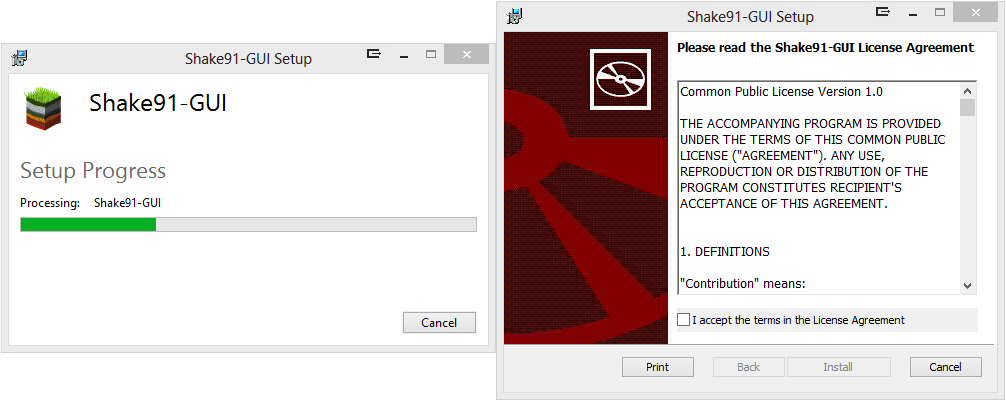 Shake91-GUI Setup
Shake91-GUI
Setup Progress
Processing: Shake91-GUI
Cancel
Shake91-GUI Setup
Please read the Shake91-GUI License Agreement
Common Public License Version 1.0
THE ACCOMPANYING PROGRAM IS PROVIDED
UNDER THE TERMS OF THIS COMMON PUBLIC
LICENSE ("AGREEMENT"). ANY USE,
REPRODUCTION OR DISTRIBUTION OF THE
PROGRAM CONSTITUTES RECIPIENT'S
ACCEPTANCE OF THIS AGREEMENT.
1. DEFINITIONS
"Contribution" means:
I accept the terms in the License Agreement
Print Back Install Cancel